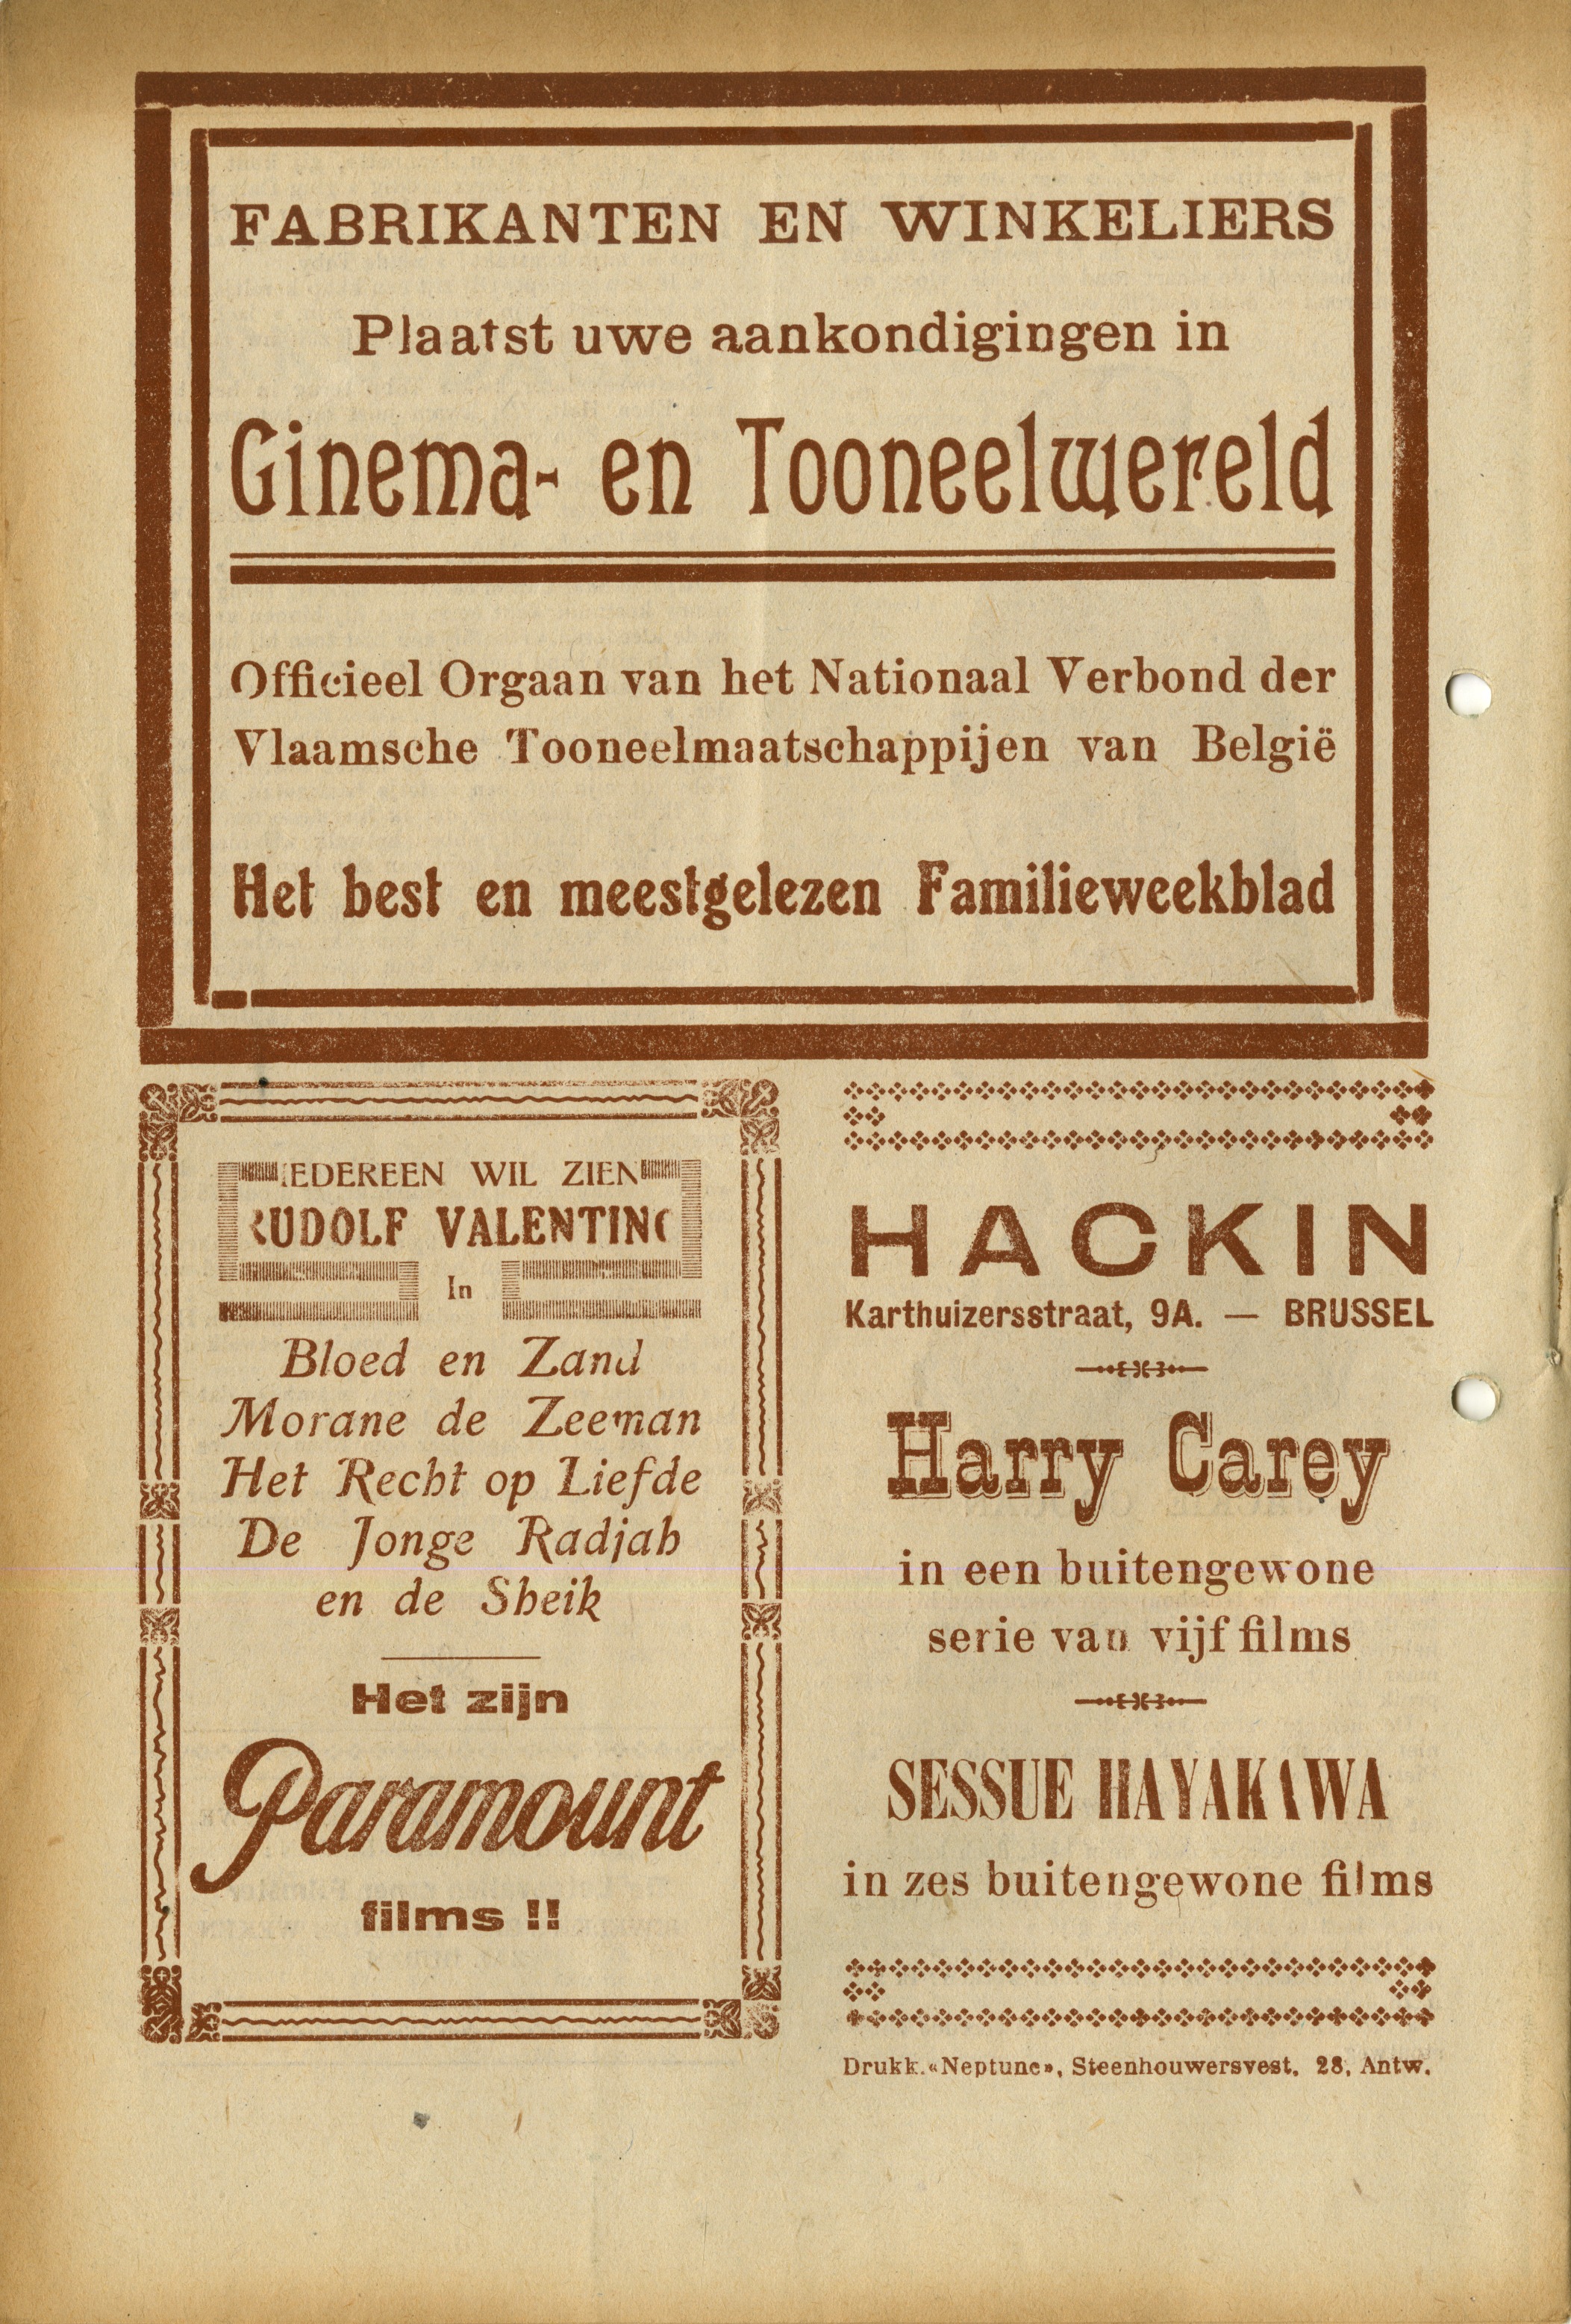 FABRIKANTEN EN WINKELIERS
Plaatst uwe aankondigingen in
Cinema- en Tooneelwereld
Officieel Orgaan van het Nationaal Verbond der
Vlaamsche Tooneelmaatschappijen van België
Het best en meestgelezen Familieweekblad
IEDEREEN WIL ZIEN
RUDOLF VALENTINO
In
Bloed en Zand
Morane de Zeeman
Het Recht op Liefde
De Jonge Radjah
en de Sheik
Het zijn
Paramount
films !!
HACKIN
Karthuizersstraat, 9A. — BRUSSEL
Harry Carey
in een buitengewone
serie van vijf films
SESSUE HAYAKAWA
in zes buitengewone films
Drukk. «Neptune», Steenhouwersvest, 28, Antw.